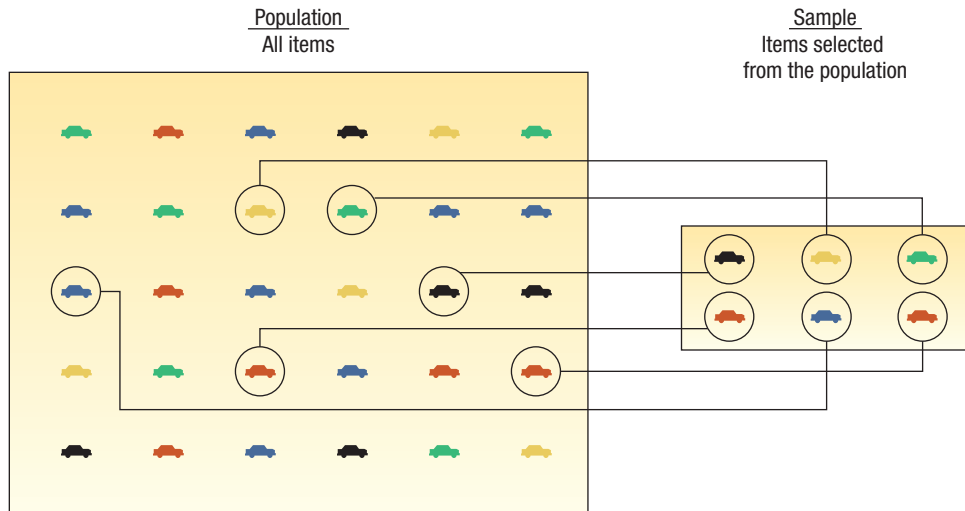 Population
All items
Sample
Items selected
from the population